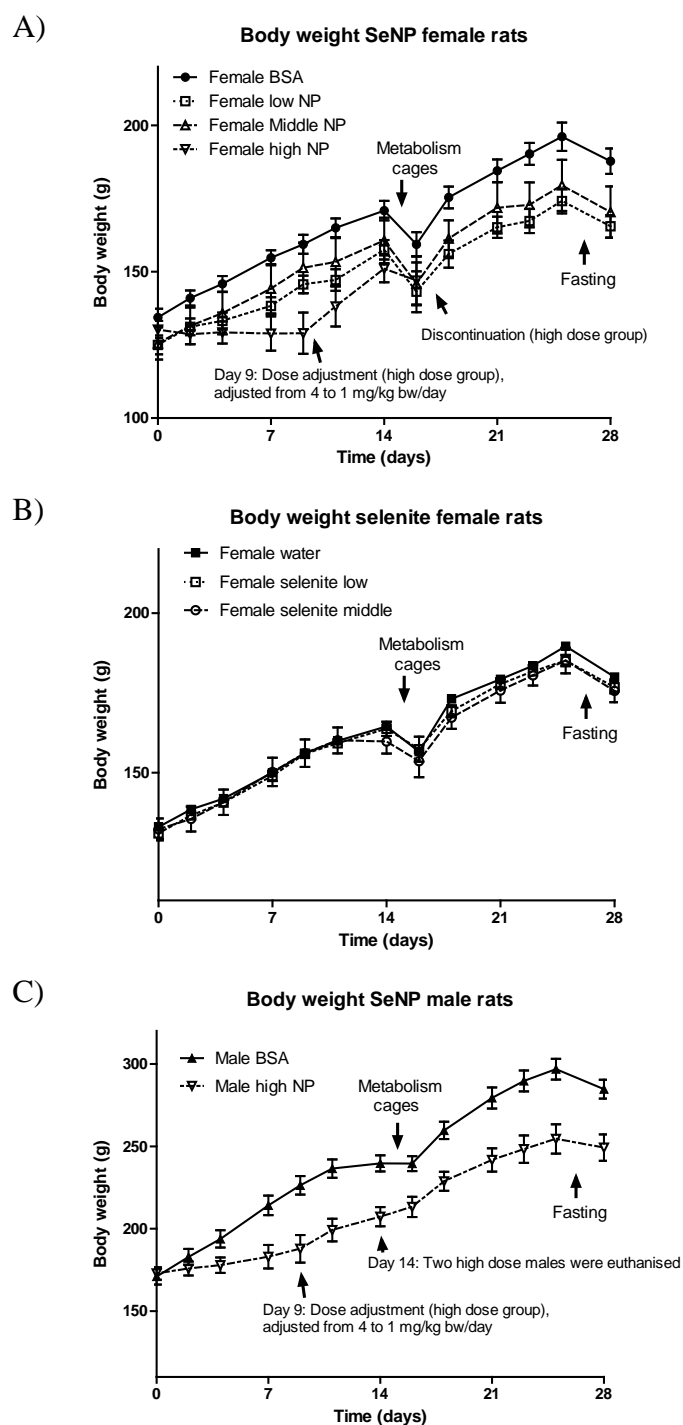 A)
Body weight SeNP female rats
Female BSA
Female low NP
Female Middle NP
Female high NP
Metabolism
cages
Fasting
Discontinuation (high dose group)
Day 9: Dose adjustment (high dose group),
adjusted from 4 to 1 mg/kg bw/day
Body weight (g)
200
150
100
0 7 14 21 28
Time (days)
B)
Body weight selenite female rats
Female water
Female selenite low
Female selenite middle
Metabolism
cages
Fasting
Body weight (g)
200
150
0 7 14 21 28
Time (days)
C)
Body weight SeNP male rats
Male BSA
Male high NP
Metabolism
cages
Fasting
Day 14: Two high dose males were euthanised
Day 9: Dose adjustment (high dose group),
adjusted from 4 to 1 mg/kg bw/day
Body weight (g)
300
250
200
150
0 7 14 21 28
Time (days)